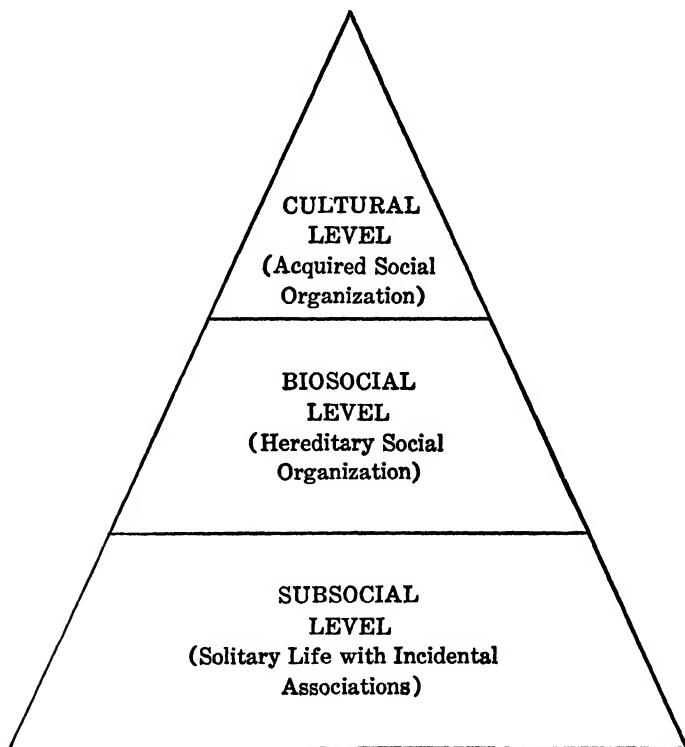 CULTURAL
LEVEL
(Acquired Social
Organization)
BIOSOCIAL
LEVEL
(Hereditary Social
Organization)
SUBSOCIAL
LEVEL
(Solitary Life with Incidental
Associations)